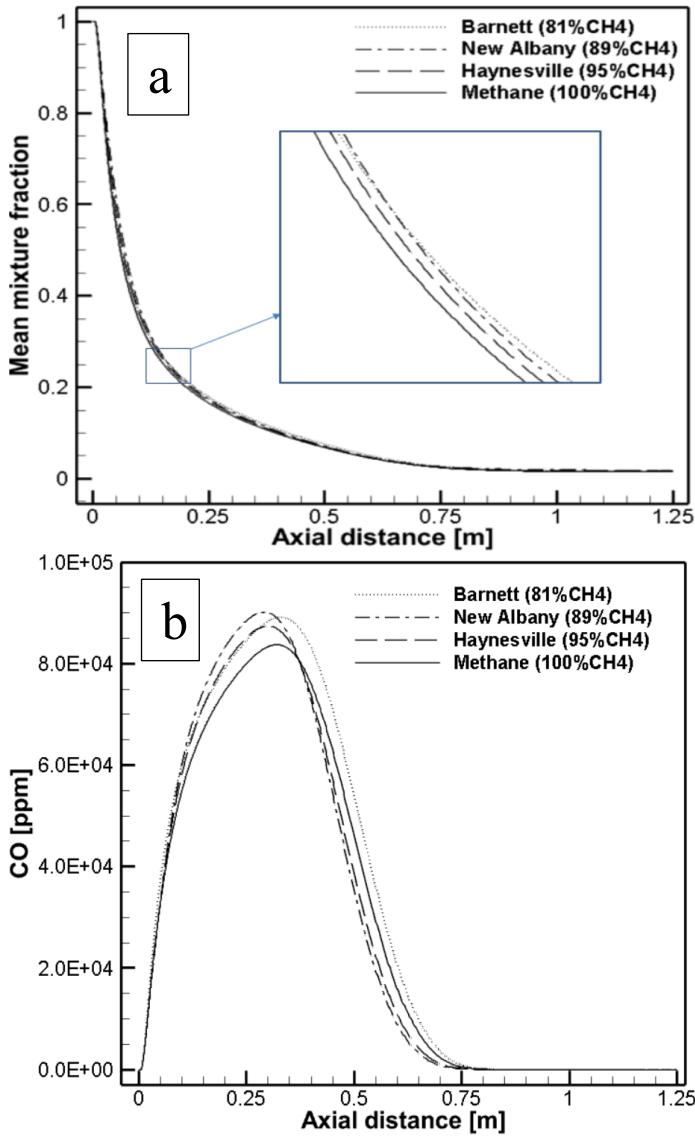 a
Barnett (81%CH4)
New Albany (89%CH4)
Haynesville (95%CH4)
Methane (100%CH4)
Mean mixture fraction
1
0.8
0.6
0.4
0.2
0
0 0.25 0.5 0.75 1 1.25
Axial distance [m]
b
Barnett (81%CH4)
New Albany (89%CH4)
Haynesville (95%CH4)
Methane (100%CH4)
CO [ppm]
1.0E+05
8.0E+04
6.0E+04
4.0E+04
2.0E+04
0.0E+00
0 0.25 0.5 0.75 1 1.25
Axial distance [m]